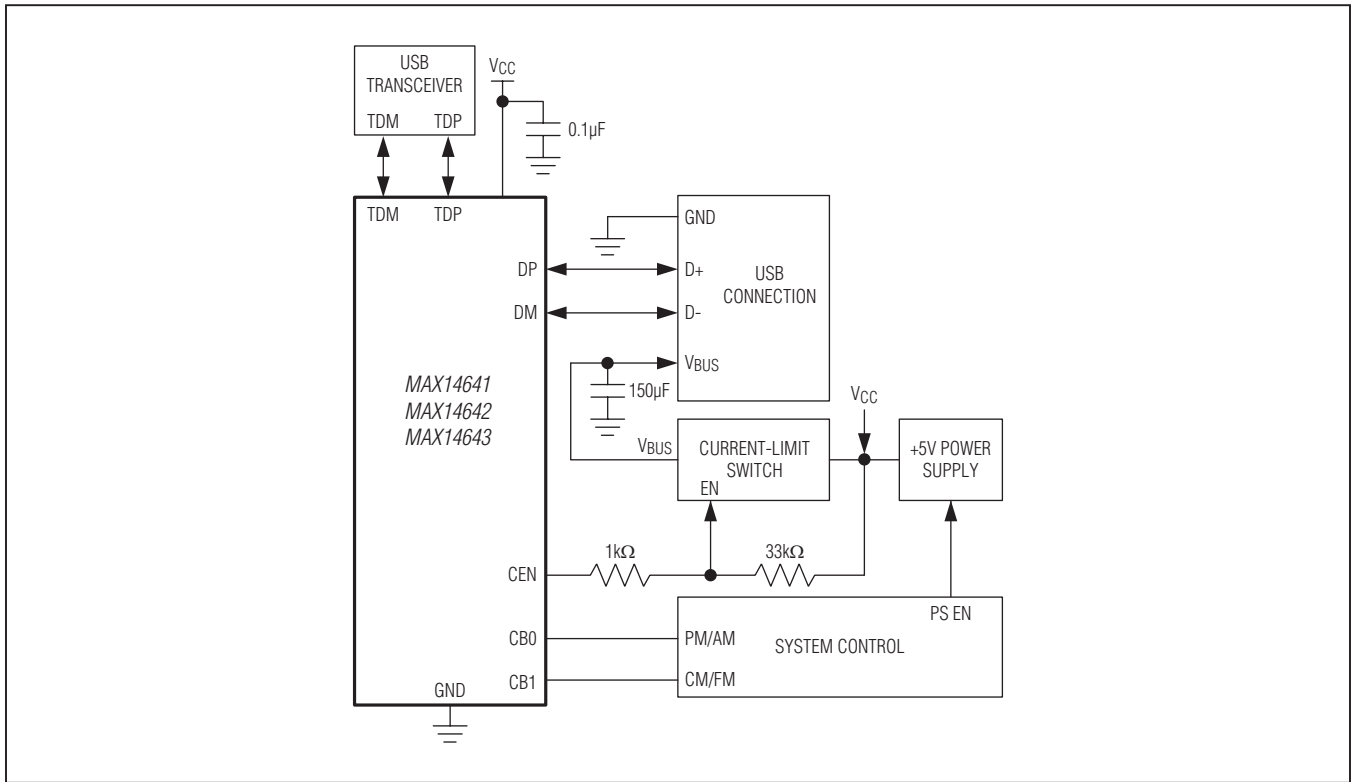 USB
TRANSCEIVER
TDM TDP
VCC
0.1µF
TDM TDP
DP
DM
MAX14641
MAX14642
MAX14643
CEN
CB0
CB1
GND
GND
D+
D-
VBUS
USB
CONNECTION
150µF
VBUS
CURRENT-LIMIT
SWITCH
EN
VCC
+5V POWER
SUPPLY
1kΩ
33kΩ
PS EN
PM/AM
CM/FM
SYSTEM CONTROL